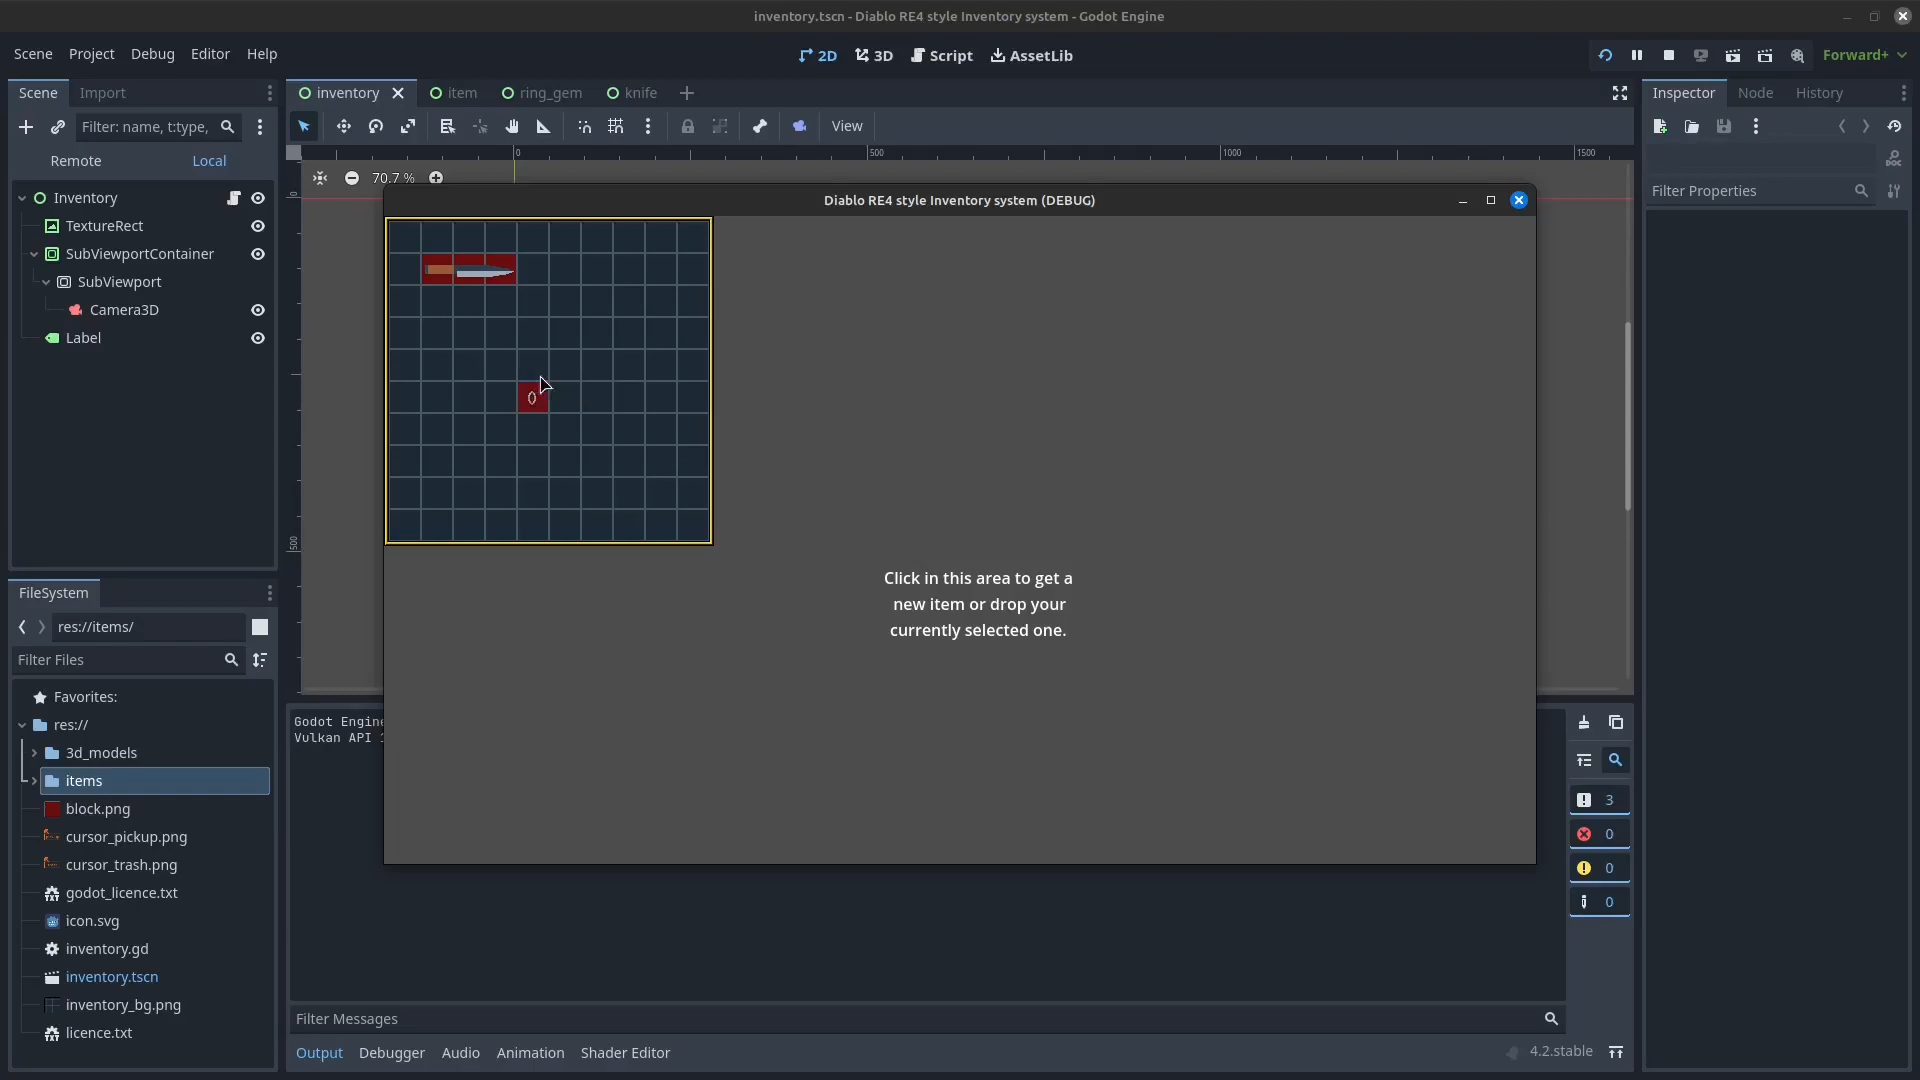 inventory.tscn - Diablo RE4 style Inventory system - Godot Engine
Scene Project Debug Editor Help
2D 3D Script AssetLib
Forward+
Scene Import
inventory item ring_gem knife
Inspector Node History
Filter: name, t:type,
View
Remote Local
0 500 1000 1500
70.7 %
Filter Properties
Inventory
TextureRect
SubViewportContainer
SubViewport
Camera3D
Label
0
500
Diablo RE4 style Inventory system (DEBUG)
Click in this area to get a
new item or drop your
currently selected one.
FileSystem
res://items/
Filter Files
Favorites:
res://
3d_models
items
block.png
cursor_pickup.png
cursor_trash.png
godot_licence.txt
icon.svg
inventory.gd
inventory.tscn
inventory_bg.png
licence.txt
Godot Engine
Vulkan API
3
0
0
0
Filter Messages
Output Debugger Audio Animation Shader Editor
4.2.stable